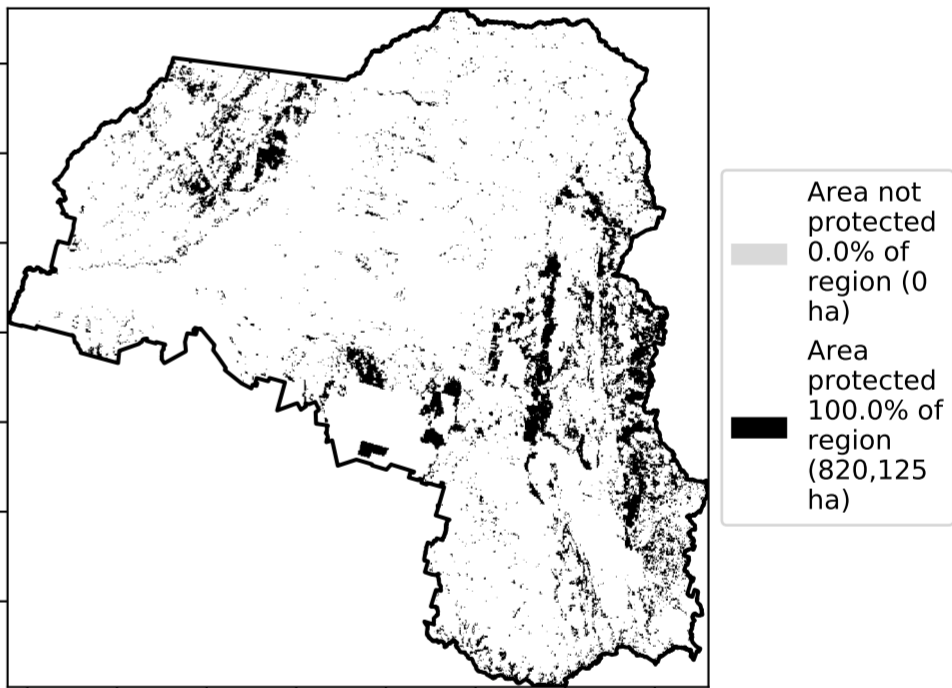 Area not
protected
0.0% of
region (0
ha)
Area
protected
100.0% of
region
(820,125
ha)